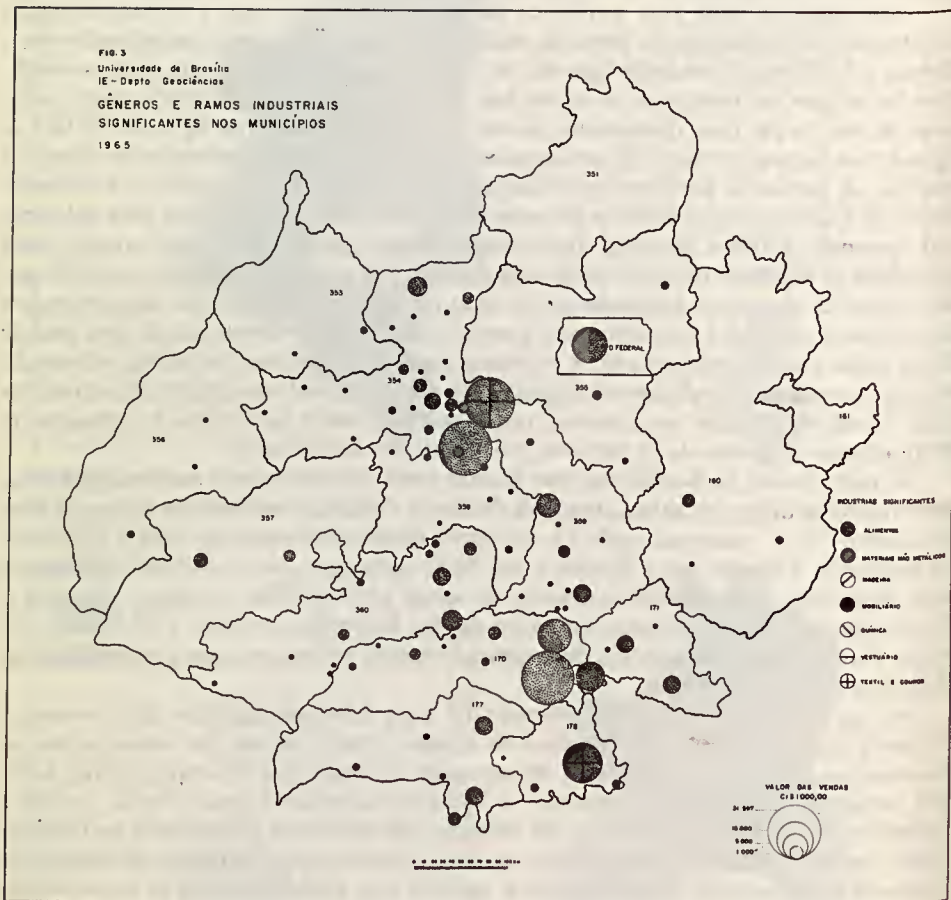 FIG. 3
Universidade de Brasília
IE-Depto Geociências
GÊNEROS E RAMOS INDUSTRIAIS
SIGNIFICANTES NOS MUNICÍPIOS
1965
351
353
D FEDERAL
354
355
161
356
180
357
358
359
360
171
170
177
178
INDUSTRIAS SIGNIFICANTES
ALIMENTOS
MATERIAIS NÃO METÁLICOS
MADEIRA
MOBILIÁRIO
QUÍMICA
VESTUÁRIO
TEXTIL E COUROS
VALOR DAS VENDAS
Cr$1000,00
10.000
5.000
1.000